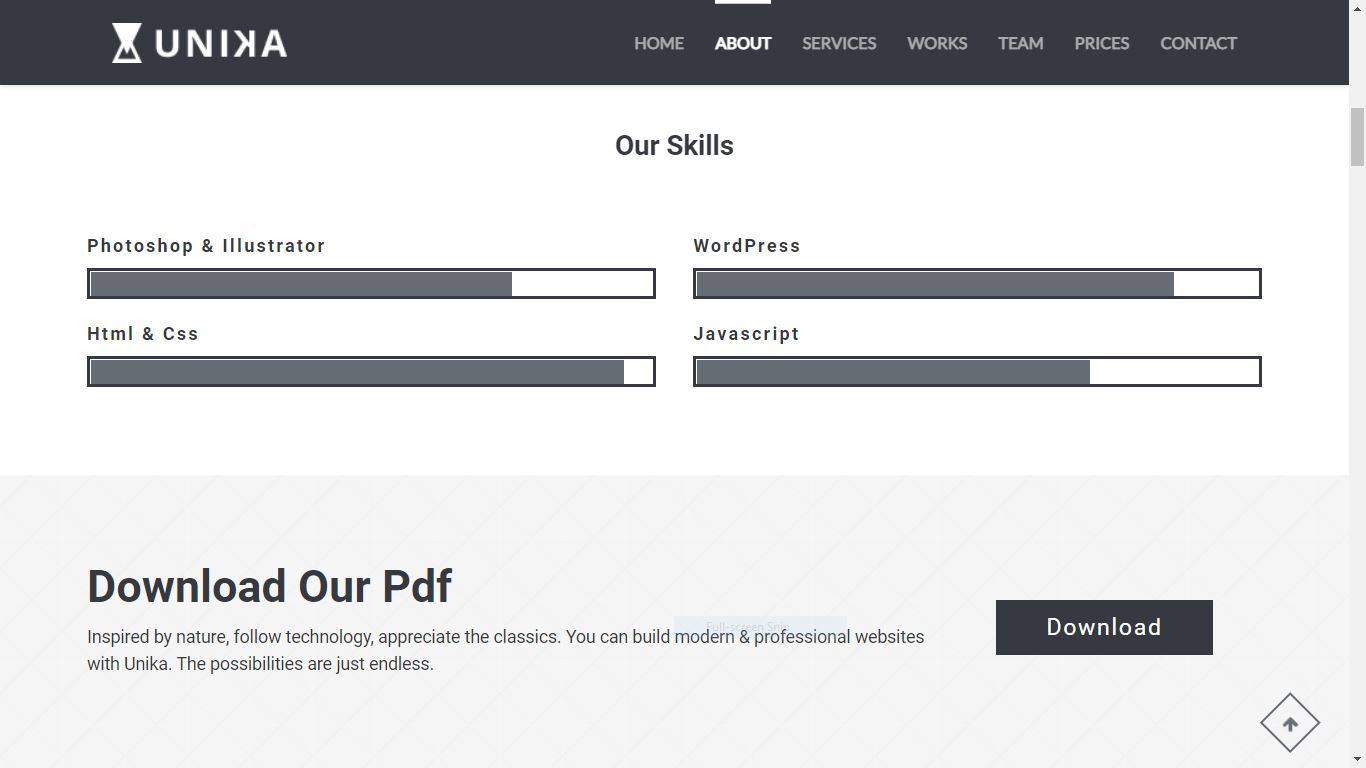 UNIKA
HOME ABOUT SERVICES WORKS TEAM PRICES CONTACT
Our Skills
Photoshop & Illustrator
WordPress
Html & Css
Javascript
Download Our Pdf
Inspired by nature, follow technology, appreciate the classics. You can build modern & professional websites
with Unika. The possibilities are just endless.
Full-screen Snip
Download